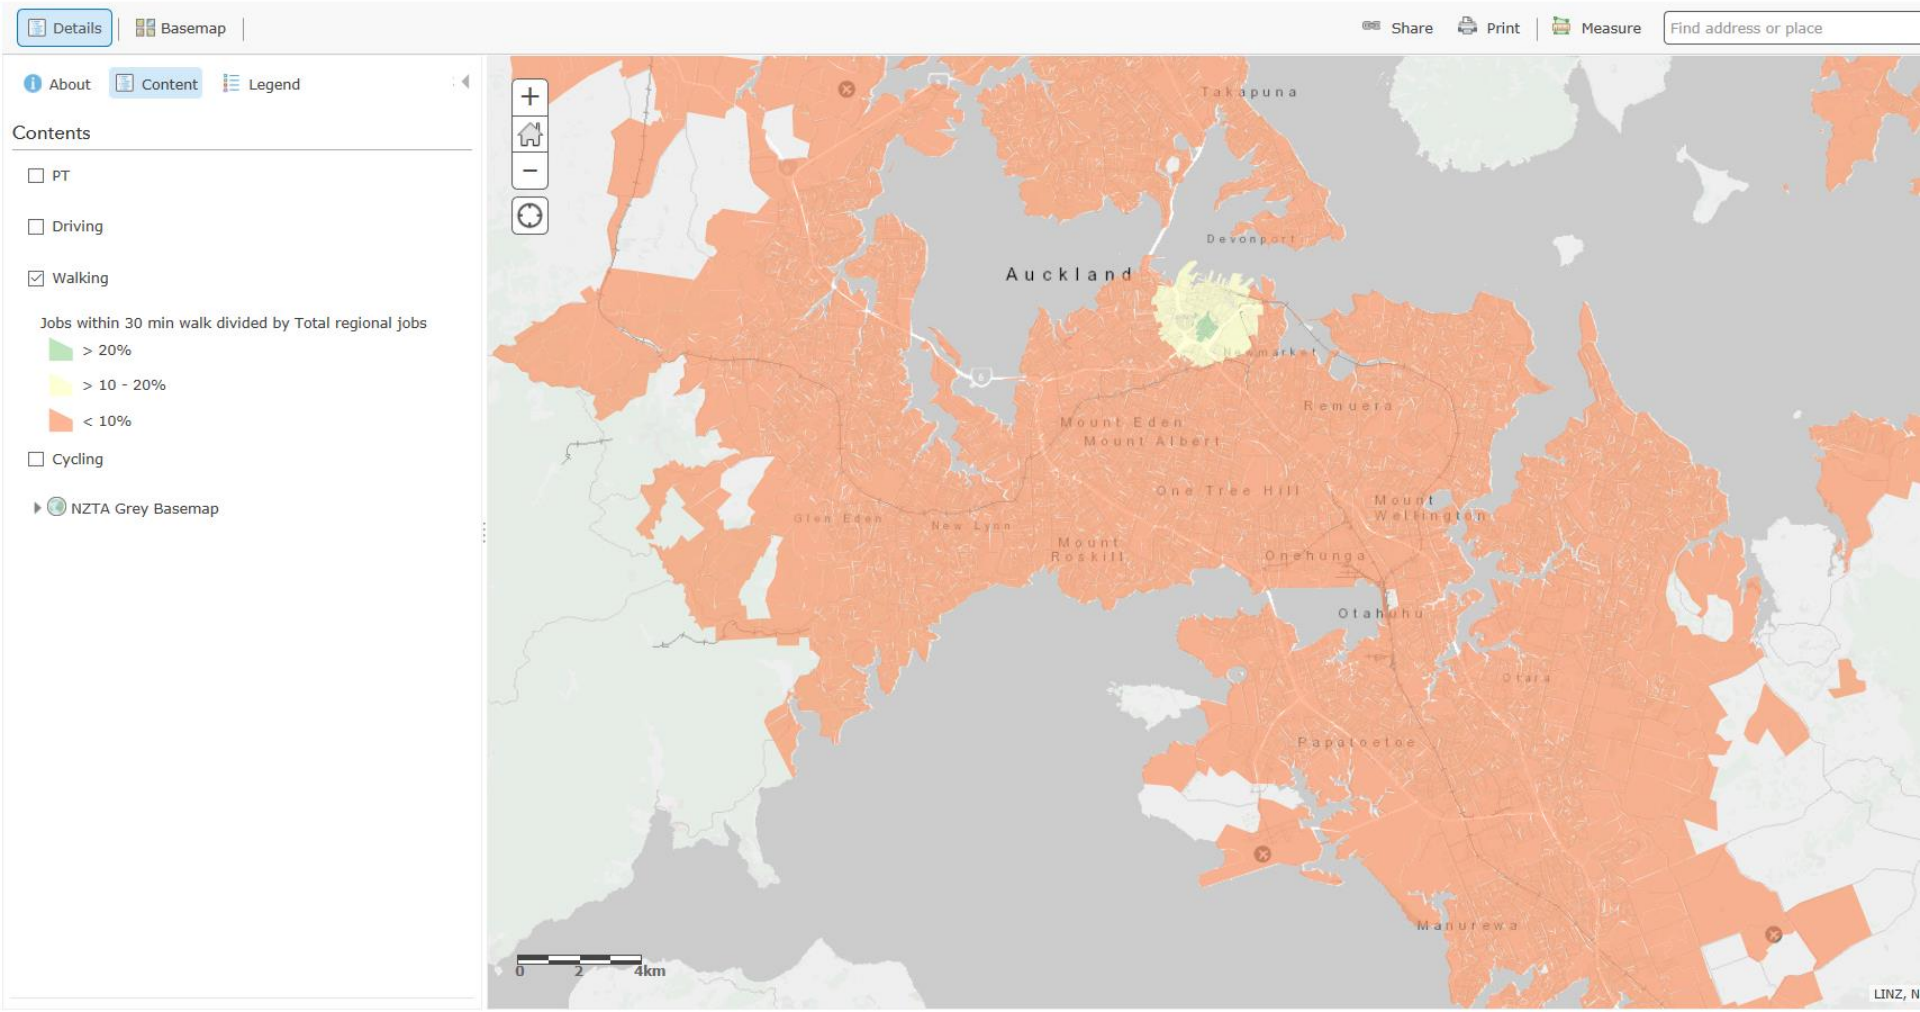 Details
Basemap
Share
Print
Measure
Find address or place
About
Content
Legend
Contents
PT
Driving
Walking
Jobs within 30 min walk divided by Total regional jobs
> 20%
> 10 - 20%
< 10%
Cycling
NZTA Grey Basemap
Takapuna
Devonport
Auckland
Newmarket
Remuera
Mount Eden
Mount Albert
One Tree Hill
Mount
Wellington
Glen Eden
New Lynn
Mount
Roskill
Onehunga
Otahuhu
Otara
Papatoetoe
Manurewa
0 2 4km
LINZ, N